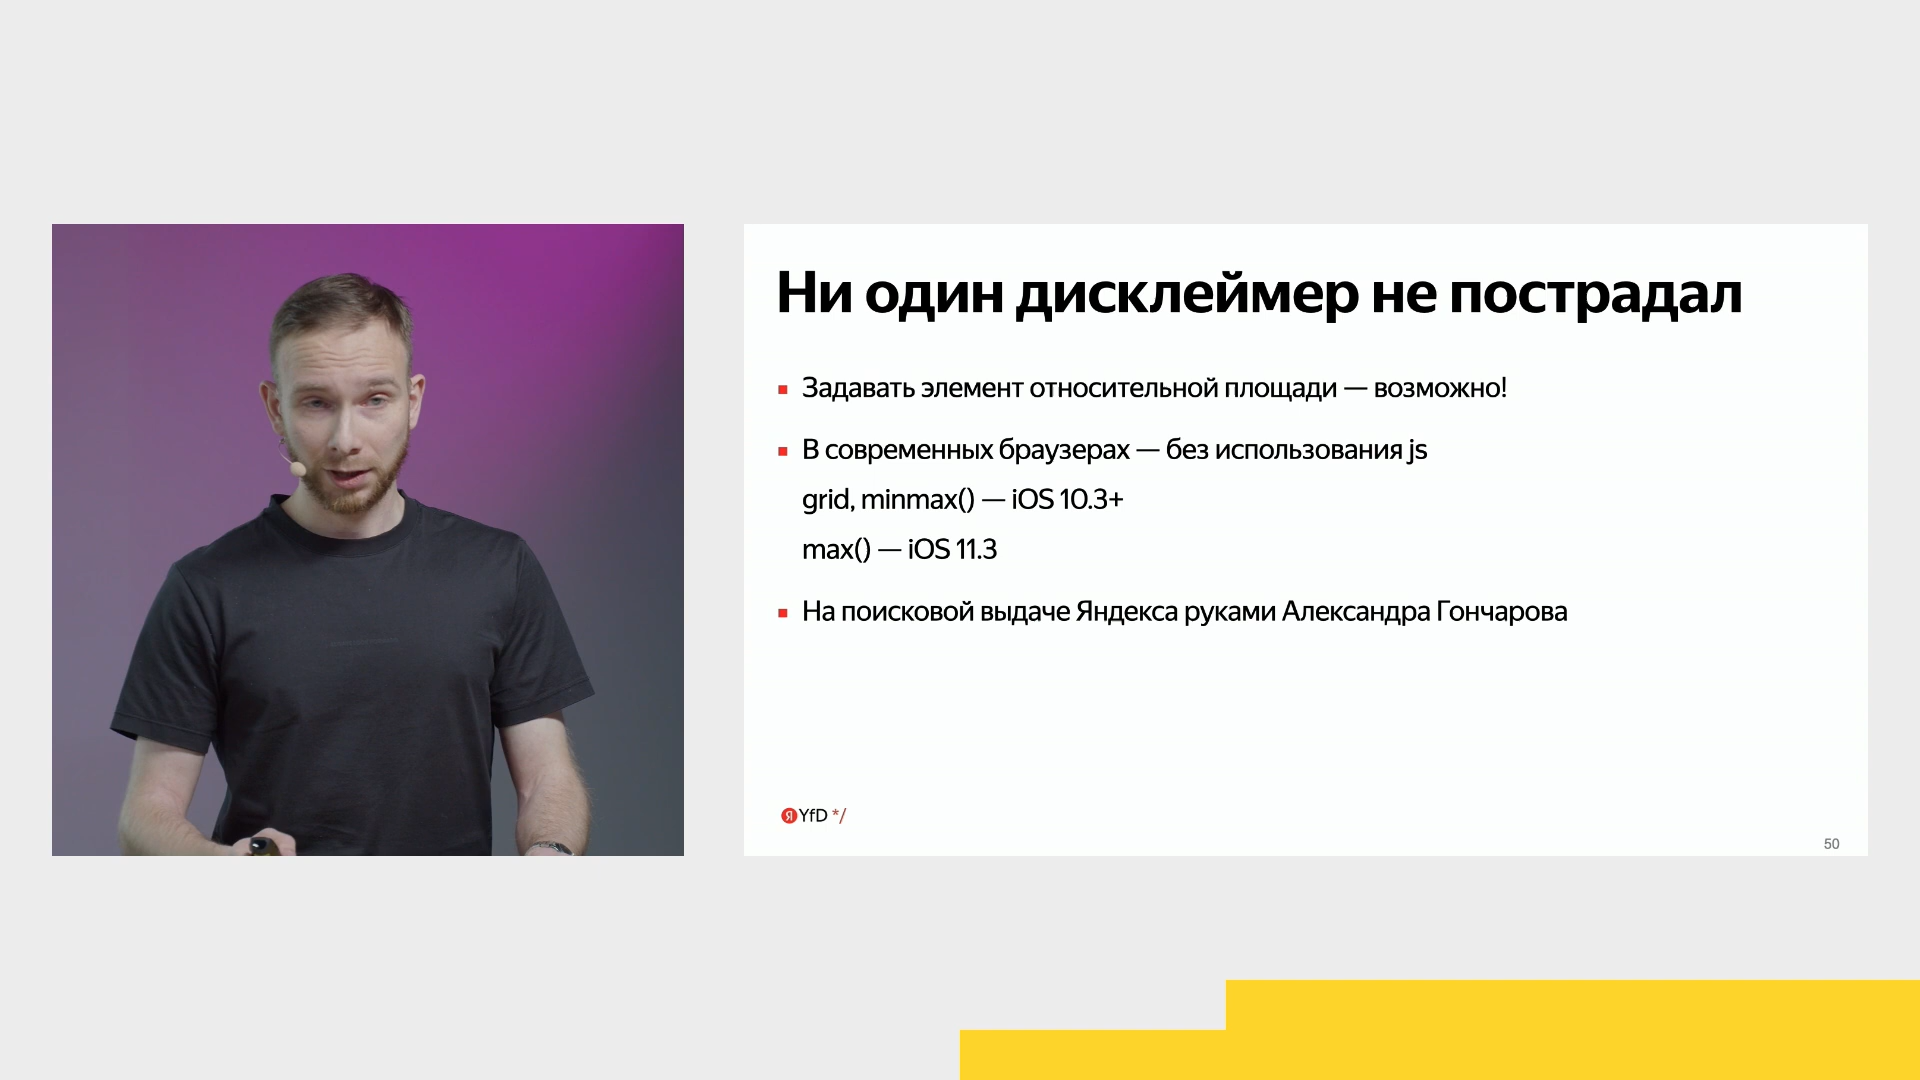 Ни один дисклеймер не пострадал
Задавать элемент относительной площади — возможно!
В современных браузерах — без использования js
grid, minmax() — iOS 10.3+
max() — iOS 11.3
На поисковой выдаче Яндекса руками Александра Гончарова
Я YfD */
50